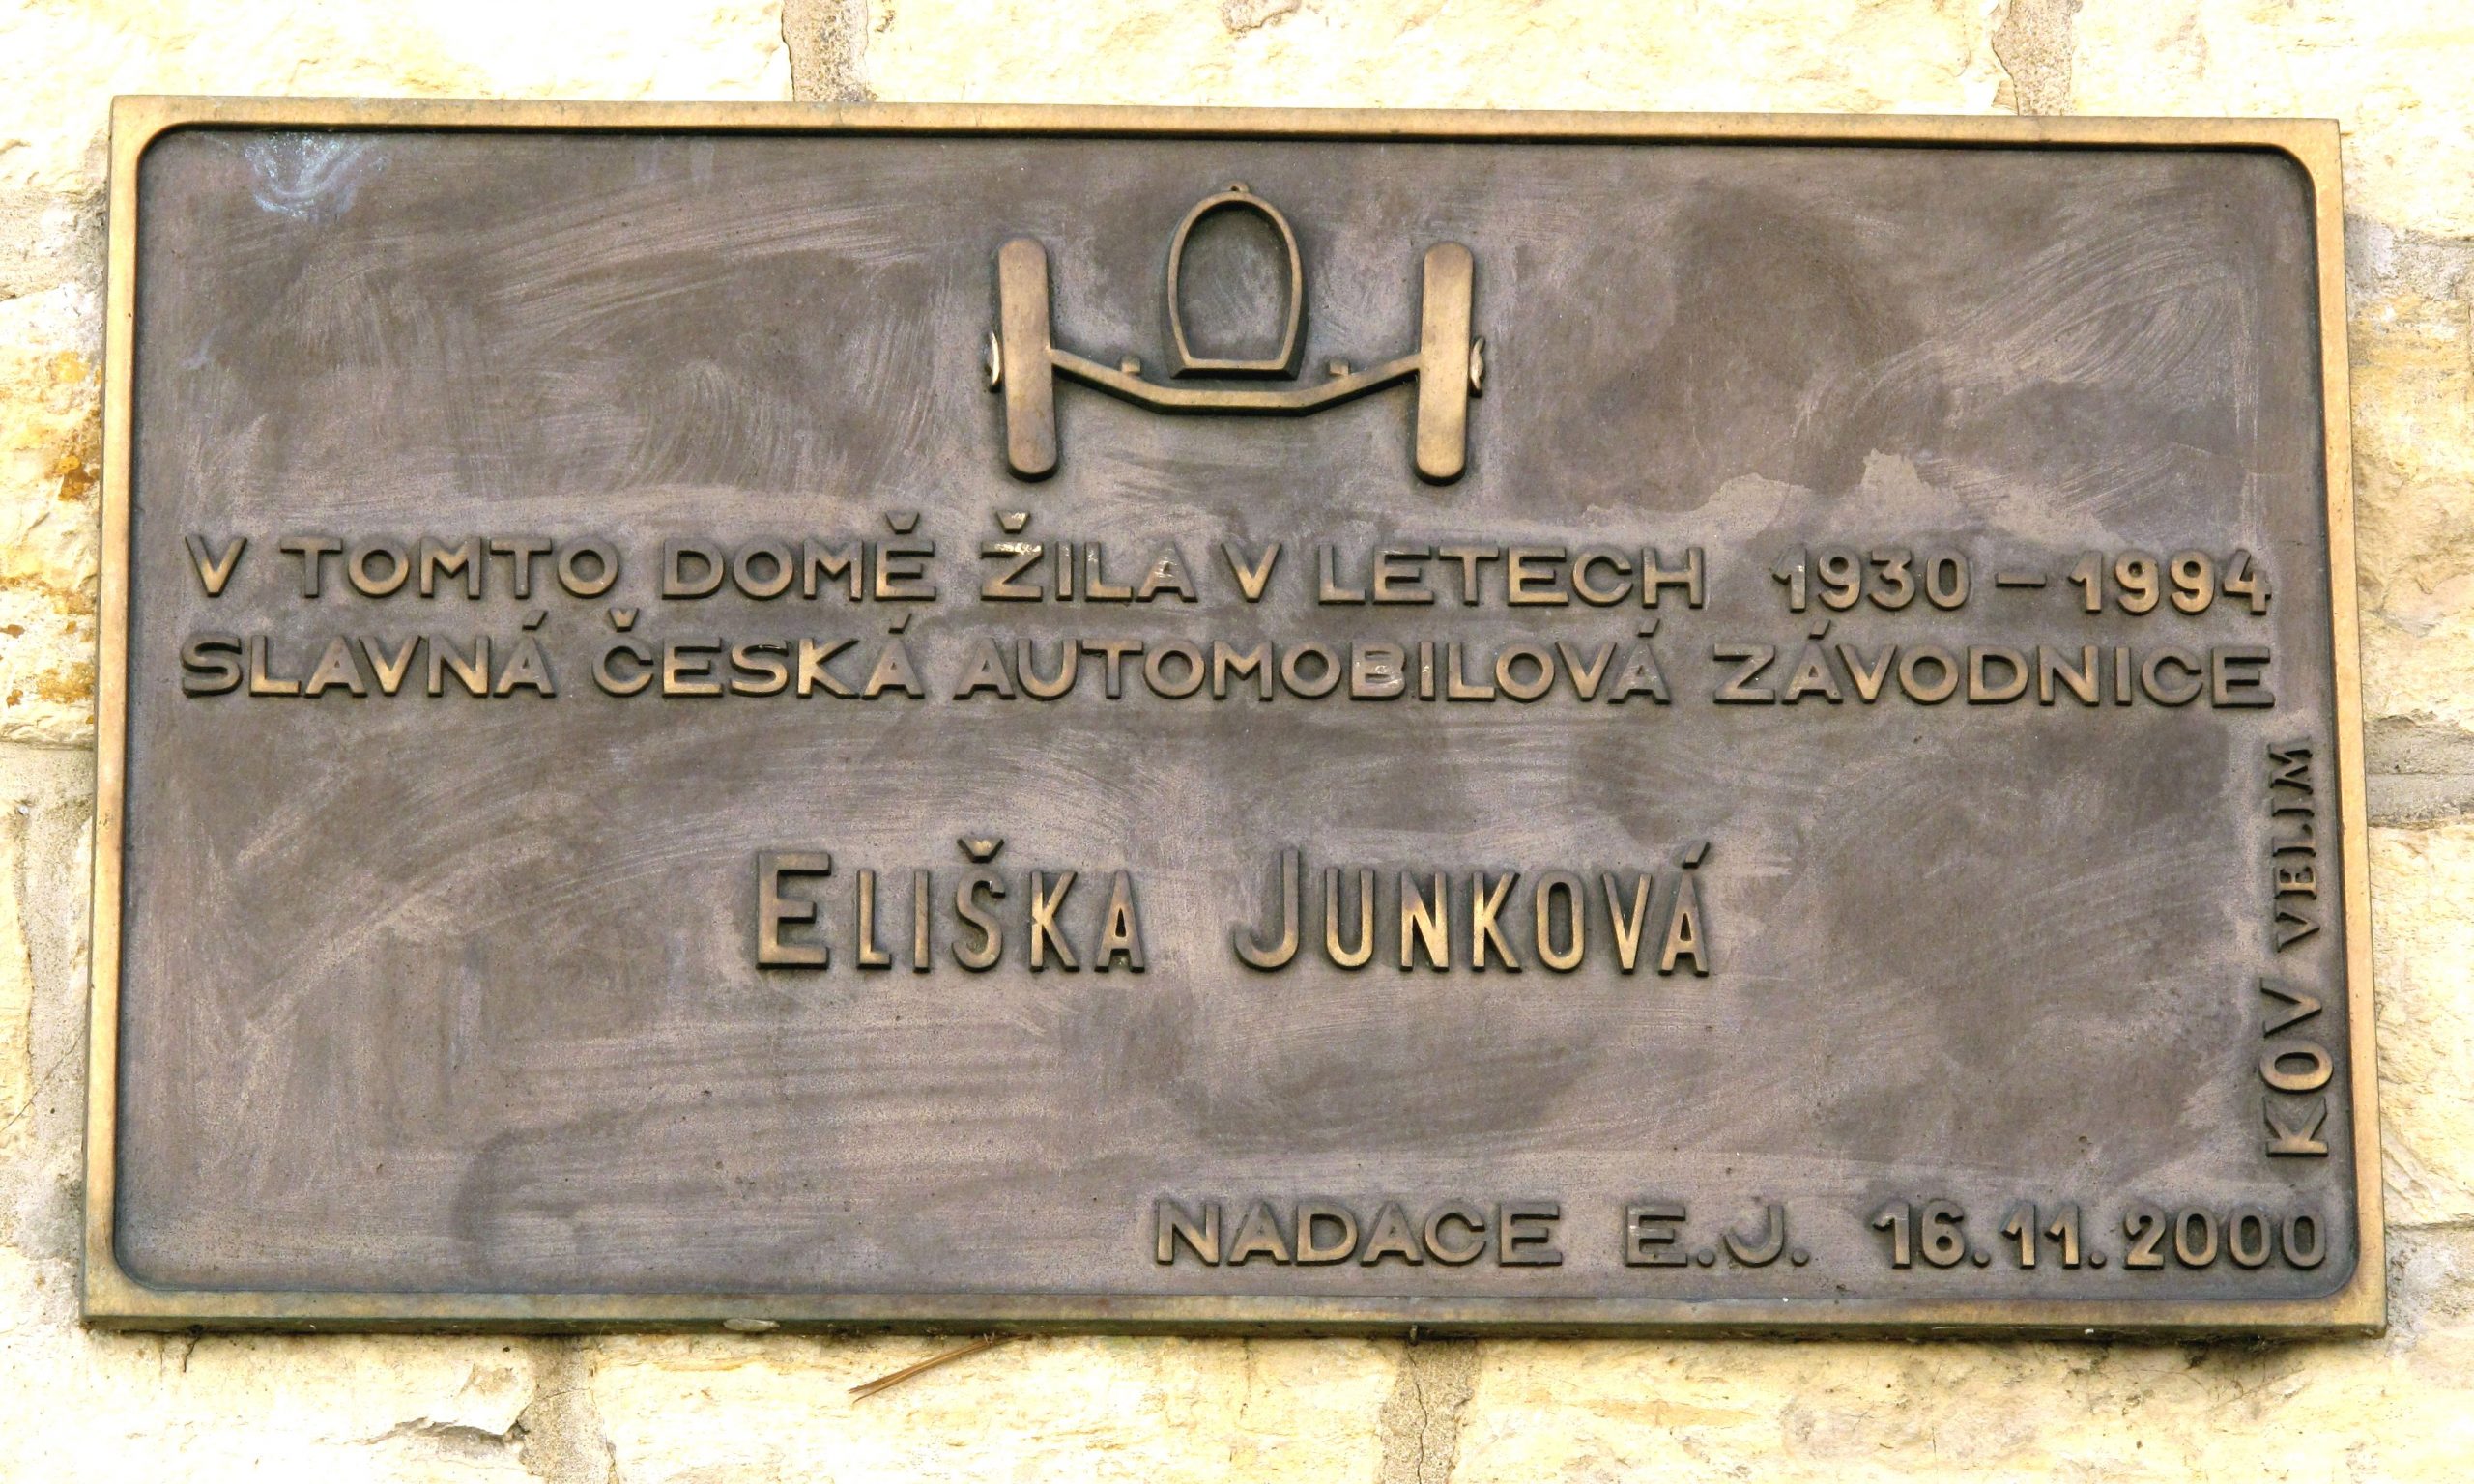 V TOMTO DOMĚ ŽILA V LETECH 1930 – 1994
SLAVNÁ ČESKÁ AUTOMOBILOVÁ ZÁVODNICE
ELIŠKA JUNKOVÁ
KOV VELIM
NADACE E.J. 16.11.2000